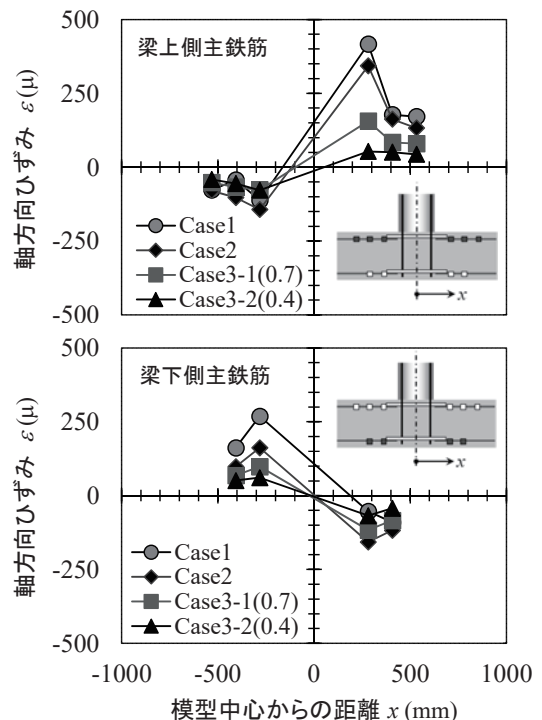 500
梁上側主鉄筋
250
0
-250
-500
軸方向ひずみ ε(μ)
Case1
Case2
Case3-1(0.7)
Case3-2(0.4)
x
500
梁下側主鉄筋
250
0
-250
-500
軸方向ひずみ ε(μ)
Case1
Case2
Case3-1(0.7)
Case3-2(0.4)
x
-1000 -500 0 500 1000
模型中心からの距離 x (mm)